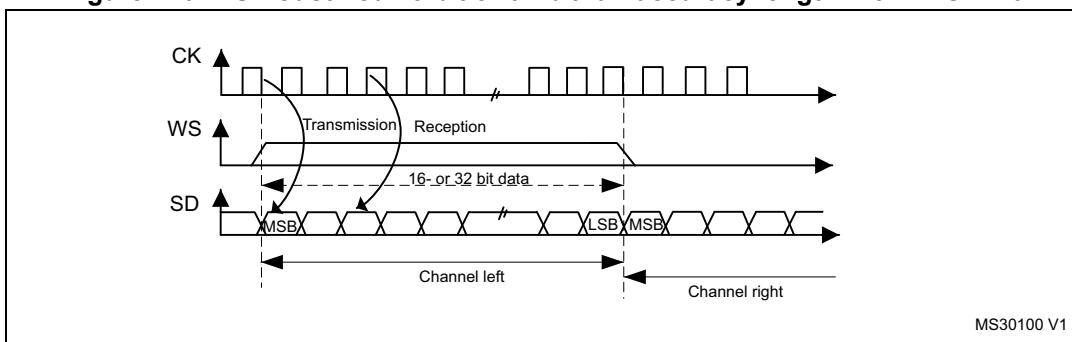 CK
WS
Transmission
Reception
16- or 32 bit data
SD
MSB
LSB
MSB
Channel left
Channel right
MS30100 V1